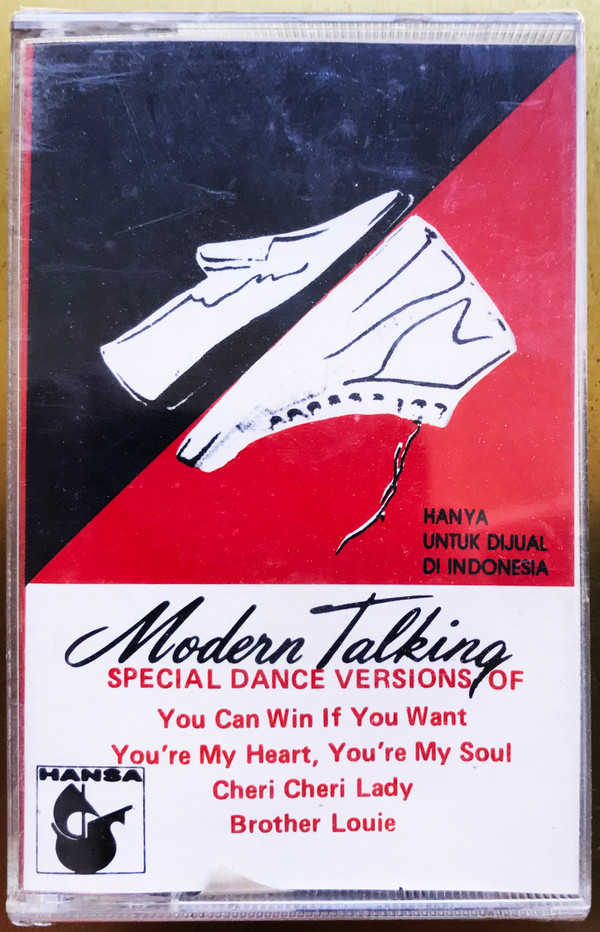 HANYA
UNTUK DIJUAL
DI INDONESIA
Modern Talking
SPECIAL DANCE VERSIONS OF
You Can Win If You Want
You're My Heart, You're My Soul
Cheri Cheri Lady
Brother Louie
HANSA